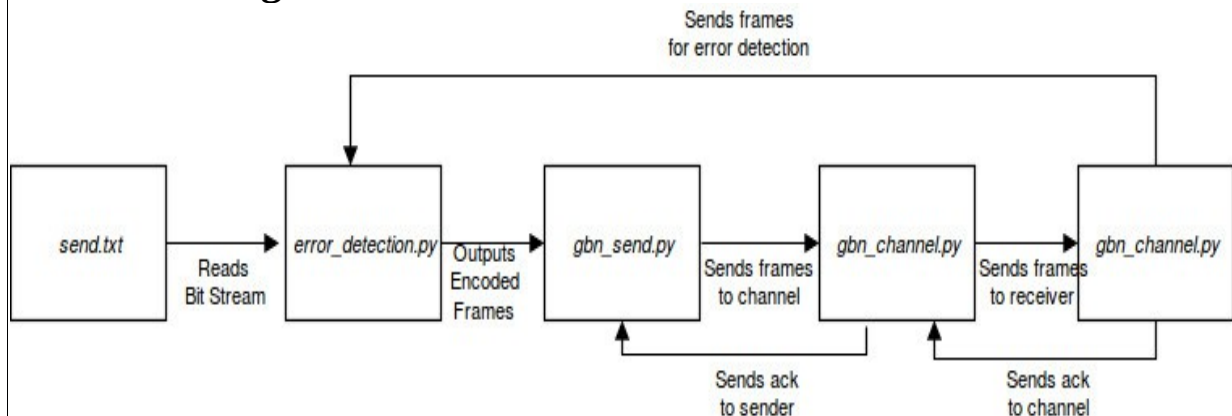 Sends frames
for error detection
send.txt
error_detection.py
gbn_send.py
gbn_channel.py
gbn_channel.py
Reads
Bit Stream
Outputs
Encoded
Frames
Sends frames
to channel
Sends frames
to receiver
Sends ack
to sender
Sends ack
to channel